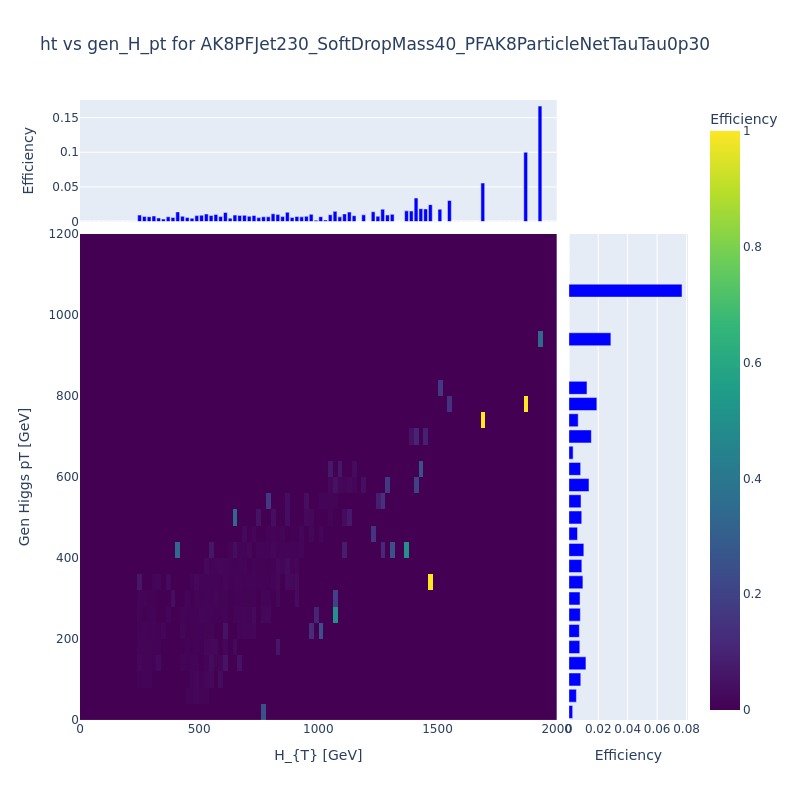 ht vs gen_H_pt for AK8PFJet230_SoftDropMass40_PFAK8ParticleNetTauTau0p30
Efficiency
0.15
0.1
0.05
0
Efficiency
1
0.8
0.6
0.4
0.2
0
Gen Higgs pT [GeV]
1200
1000
800
600
400
200
0
0 500 1000 1500 2000
H_{T} [GeV]
0 0.02 0.04 0.06 0.08
Efficiency